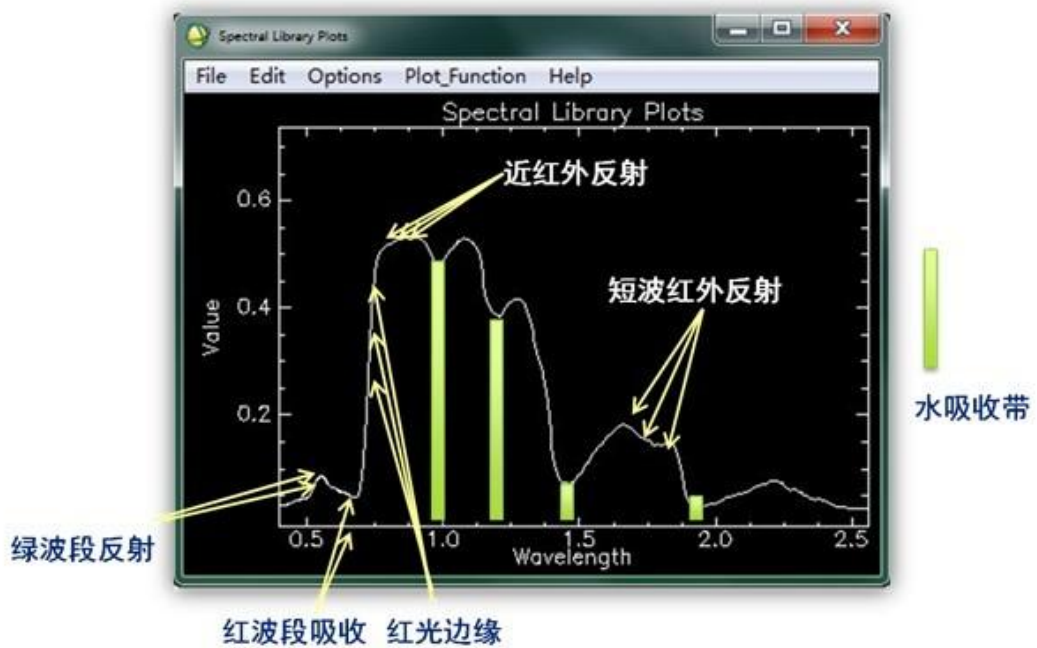 Spectral Library Plots
File Edit Options Plot_Function Help
Spectral Library Plots
近红外反射
0.6
短波红外反射
0.4
Value
水吸收带
0.2
0.5 1.0 1.5 2.0 2.5
Wavelength
绿波段反射
红波段吸收 红光边缘